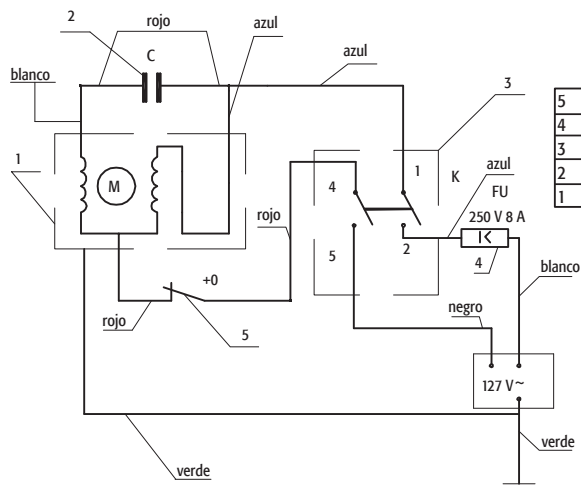 rojo
2
C
azul
azul
blanco
3
1
M
rojo
4
1
K
azul
FU
250 V 8 A
5
2
4
+0
rojo
5
blanco
negro
127 V~
verde
verde
5
4
3
2
1